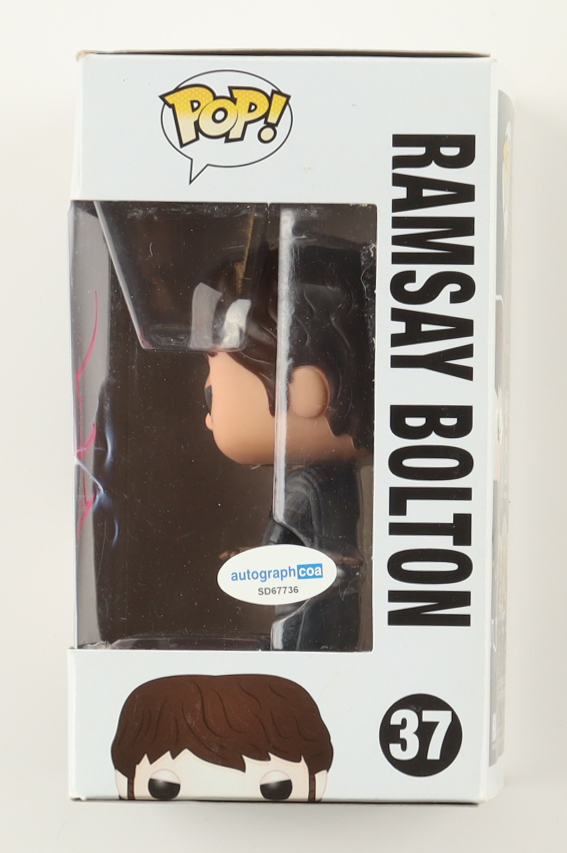 POP!
RAMSAY BOLTON
autographcoa
SD67736
37